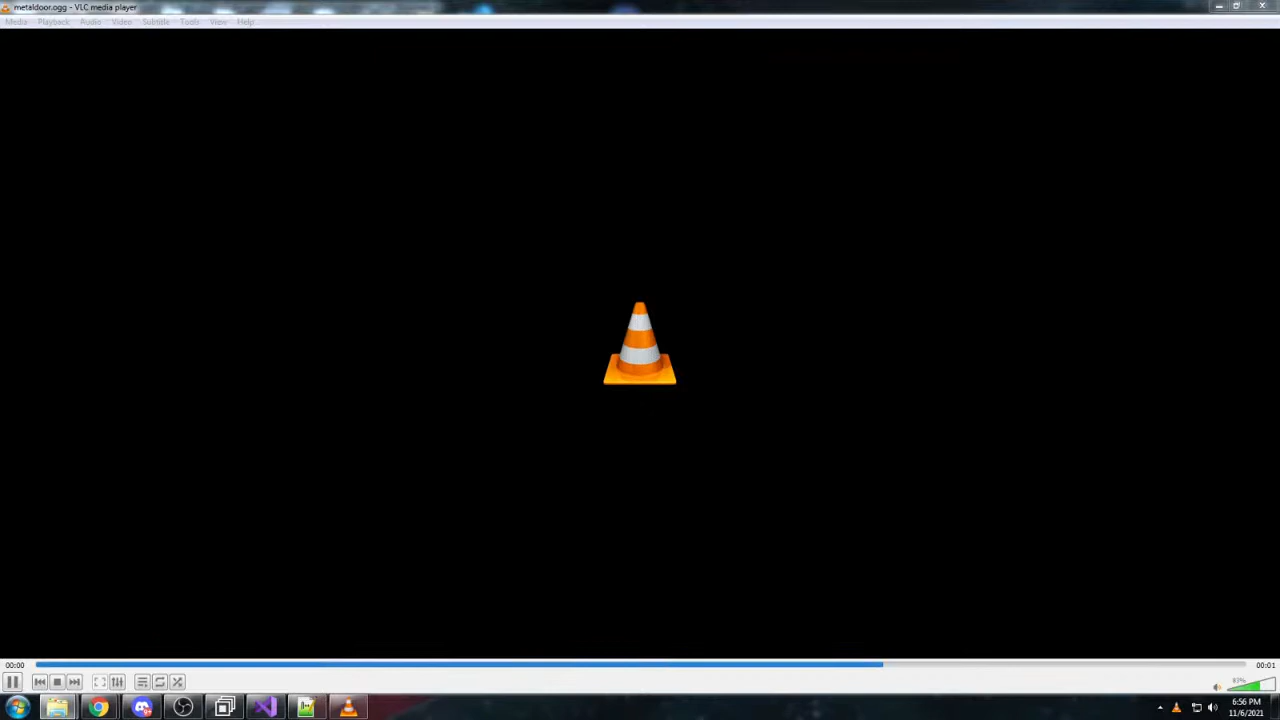 metaldoor.ogg - VLC media player
Media Playback Audio Video Subtitle Tools View Help
00:00
00:01
81%
6:56 PM
11/6/2021